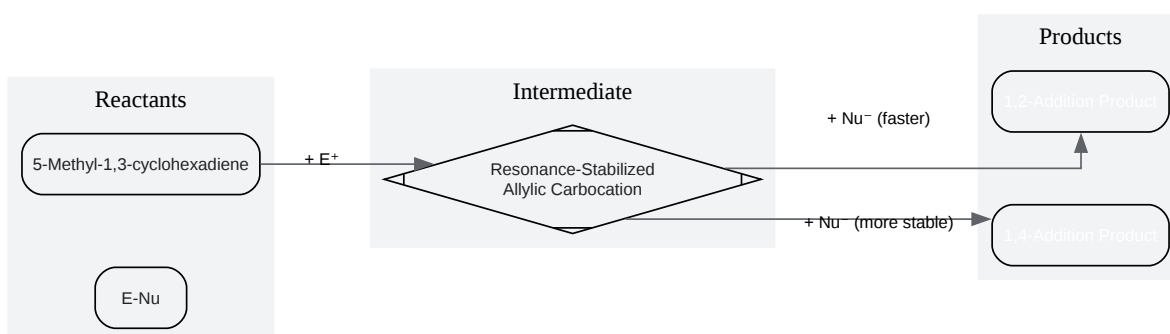 Reactants
5-Methyl-1,3-cyclohexadiene
E-Nu
+ E⁺
Intermediate
Resonance-Stabilized
Allylic Carbocation
+ Nu⁻ (faster)
+ Nu⁻ (more stable)
Products
1,2-Addition Product
1,4-Addition Product